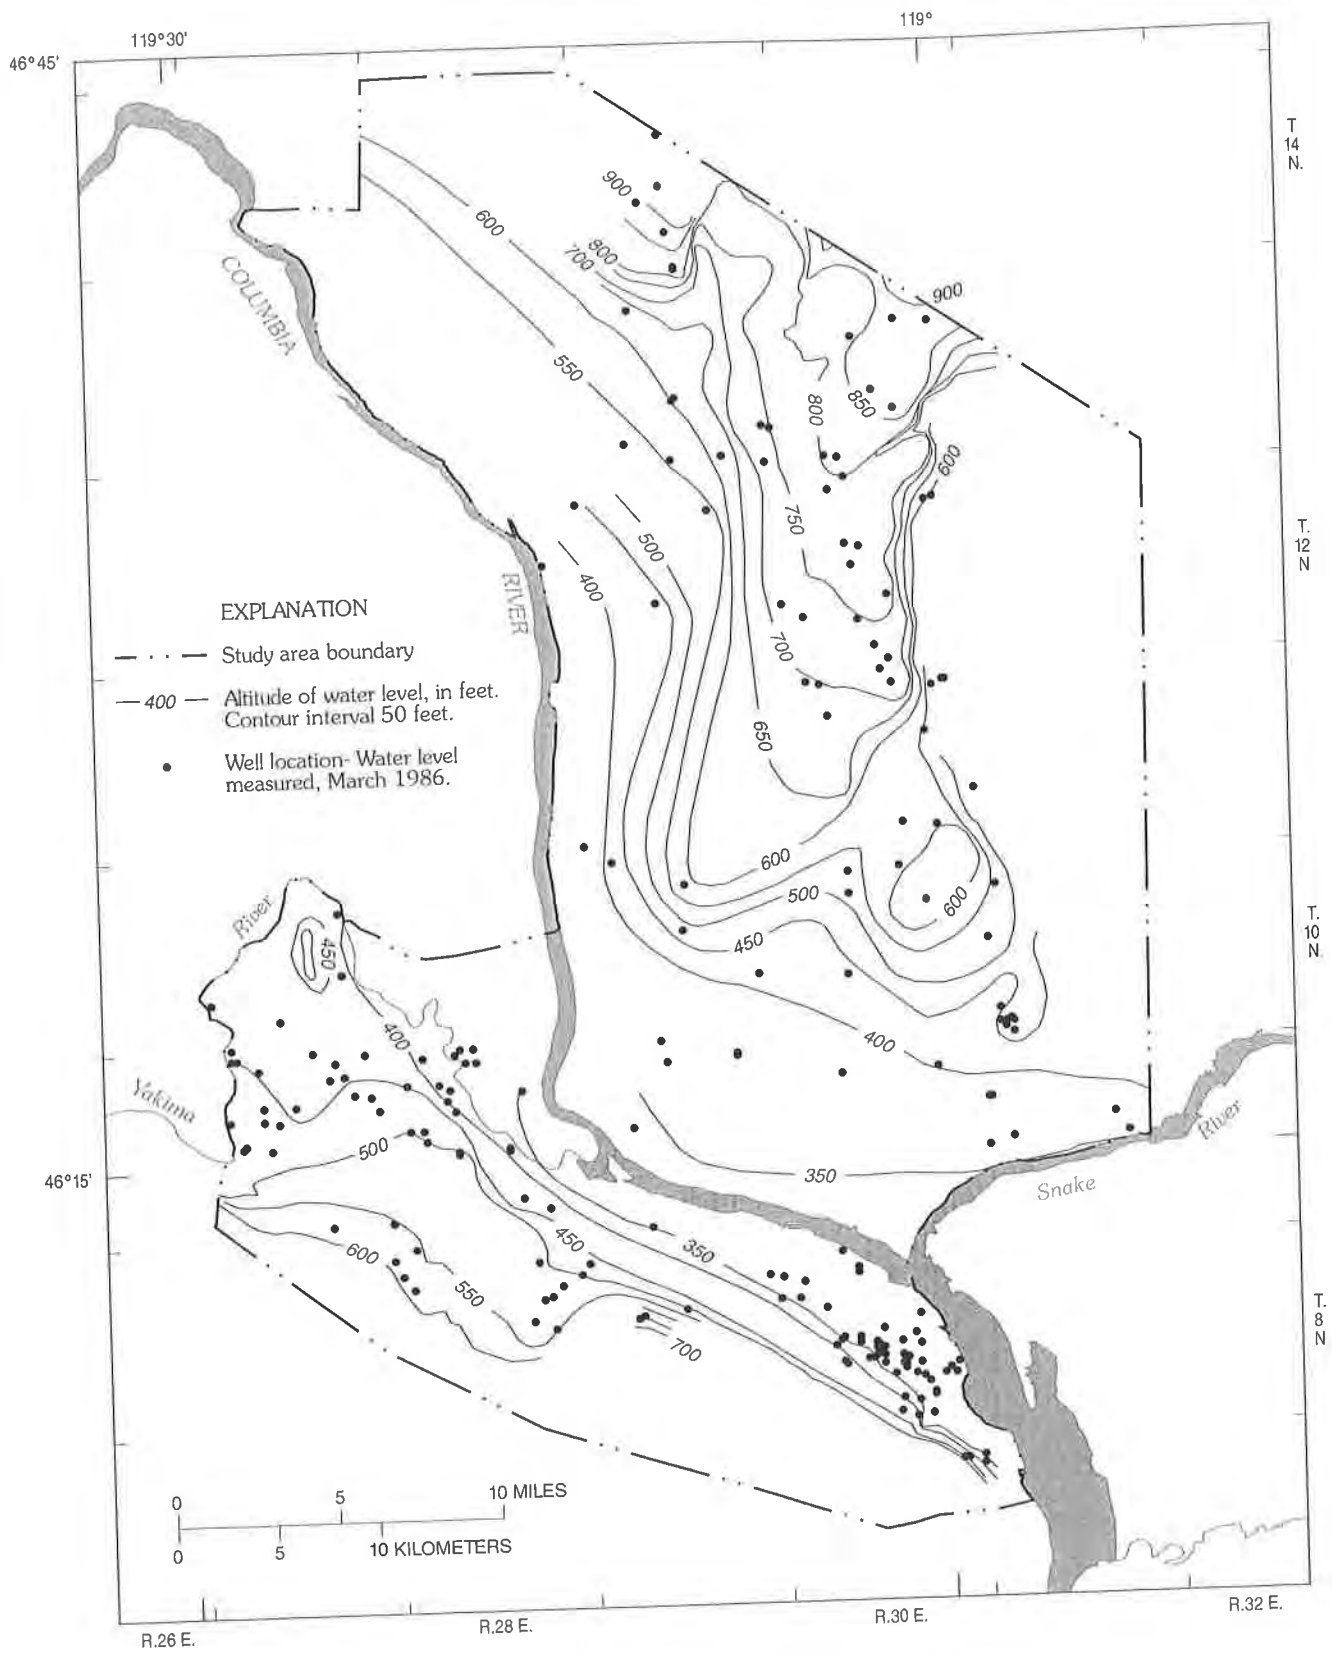 119°30'
119°
46°45'
T
14
N.
900
600
800
700
COLUMBIA
900
550
800
850
600
750
T.
12
N
500
400
RIVER
EXPLANATION
Study area boundary
400 Altitude of water level, in feet.
Contour interval 50 feet.
Well location- Water level
measured, March 1986.
700
650
600
500
600
River
450
450
T.
10
N.
400
400
Yakima
River
500
46°15'
350
Snake
450
350
600
550
T.
8
N
700
0 5 10 MILES
0 5 10 KILOMETERS
R.26 E.
R.28 E.
R.30 E.
R.32 E.